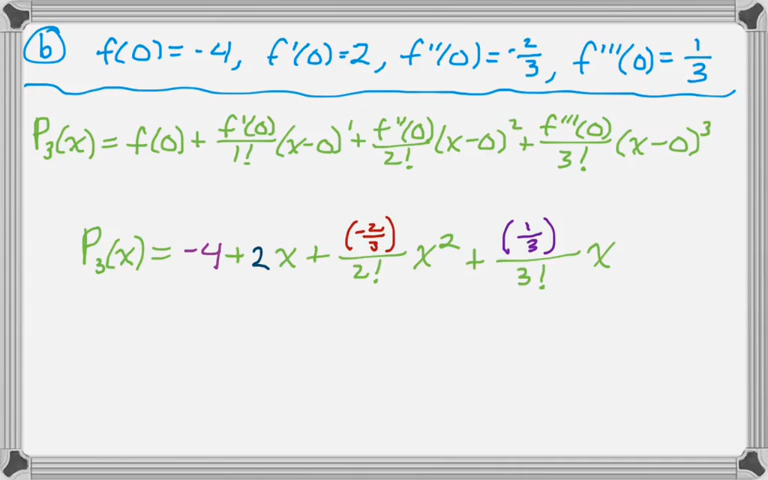 (b) f(0) = -4, f'(0) = 2, f''(0) = -2/3, f'''(0) = 1/3
P₃(x) = f(0) + f'(0)/1! (x-0)¹ + f''(0)/2! (x-0)² + f'''(0)/3! (x-0)³
P₃(x) = -4 + 2x + (-2/3)/2! x² + (1/3)/3! x